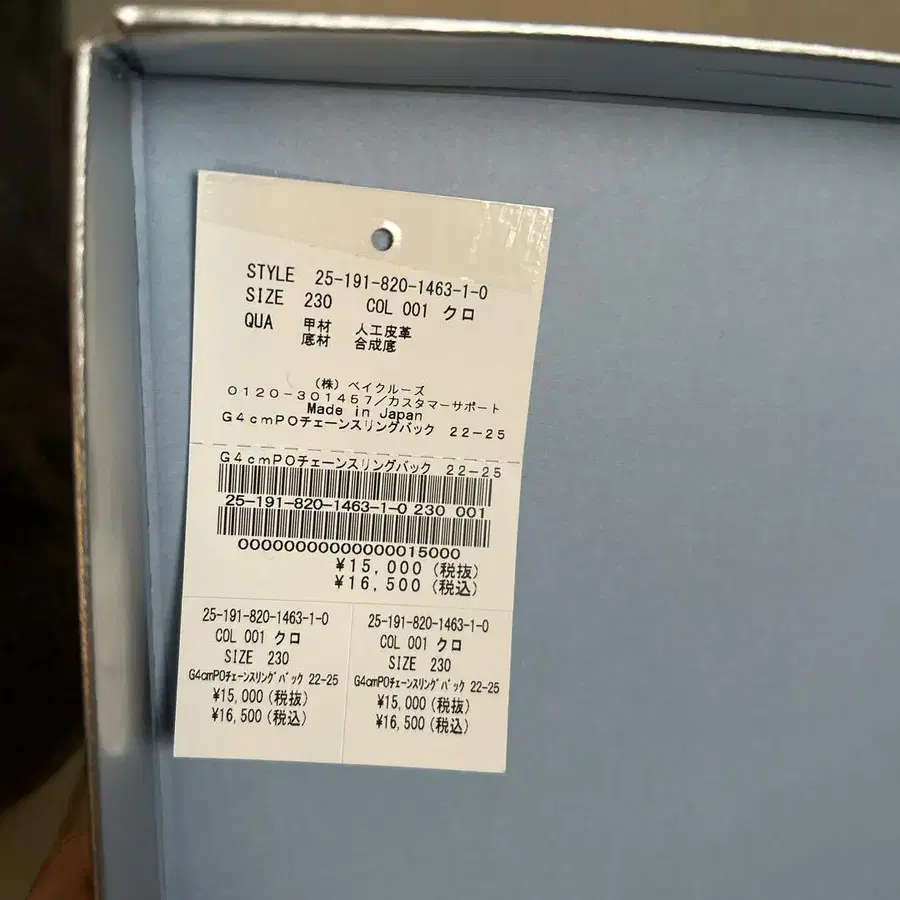 STYLE 25-191-820-1463-1-0
SIZE 230 COL 001 クロ
QUA 甲材 人工皮革
底材 合成底
(株) ベイクルーズ
0120-301457/カスタマーサポート
Made in Japan
G4cmPOチェーンスリングバック 22-25
G4cmPOチェーンスリングバック 22-25
25-191-820-1463-1-0 230 001
00000000000000015000
¥15,000 (税抜)
¥16,500 (税込)
25-191-820-1463-1-0
COL 001 クロ
SIZE 230
G4cmPOチェーンスリングバック 22-25
¥15,000 (税抜)
¥16,500 (税込)
25-191-820-1463-1-0
COL 001 クロ
SIZE 230
G4cmPOチェーンスリングバック 22-25
¥15,000 (税抜)
¥16,500 (税込)